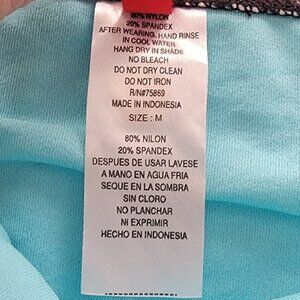 80% NYLON
20% SPANDEX
AFTER WEARING, HAND RINSE
IN COOL WATER
HANG DRY IN SHADE
NO BLEACH
DO NOT DRY CLEAN
DO NOT IRON
R/N#75869
MADE IN INDONESIA
SIZE : M
80% NILON
20% SPANDEX
DESPUES DE USAR LAVESE
A MANO EN AGUA FRIA
SEQUE EN LA SOMBRA
SIN CLORO
NO PLANCHAR
NI EXPRIMIR
HECHO EN INDONESIA